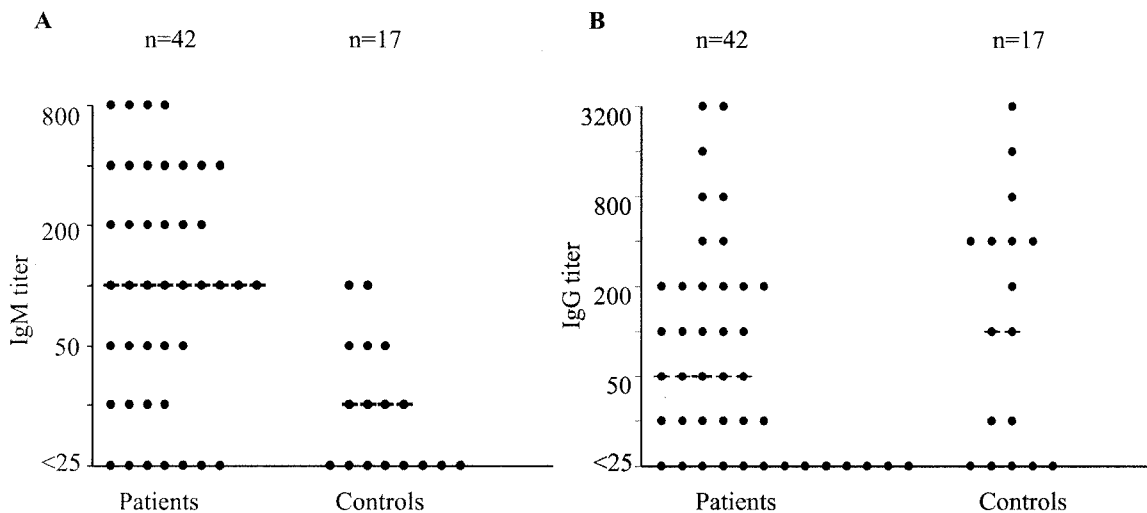 A
n=42
n=17
800
200
50
<25
IgM titer
Patients
Controls
B
n=42
n=17
3200
800
200
50
<25
IgG titer
Patients
Controls